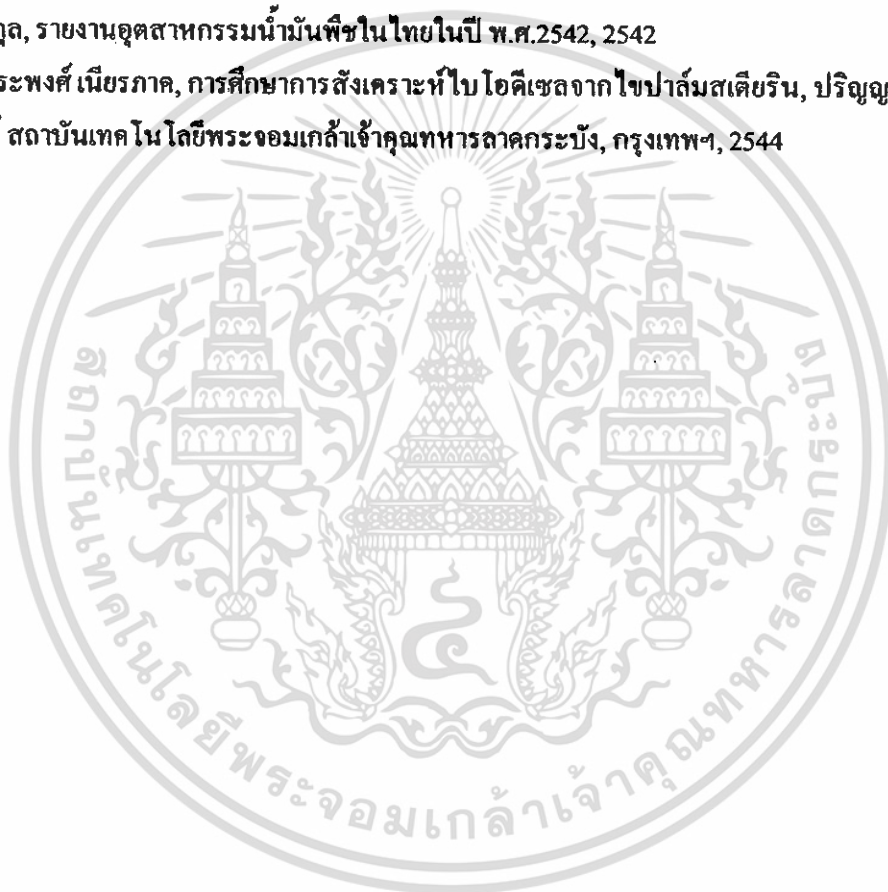 กุล, รายงานอุตสาหกรรมน้ำมันพืชในไทยในปี พ.ศ.2542, 2542
ระพงศ์ เนียรภาค, การศึกษาการสังเคราะห์ไบโอดีเซลจากไขปาล์มสเตียริน, ปริญญ
สถาบันเทคโนโลยีพระจอมเกล้าเจ้าคุณทหารลาดกระบัง, กรุงเทพฯ, 2544
สถาบันเทคโนโลยีพระจอมเกล้าเจ้าคุณทหารลาดกระบัง